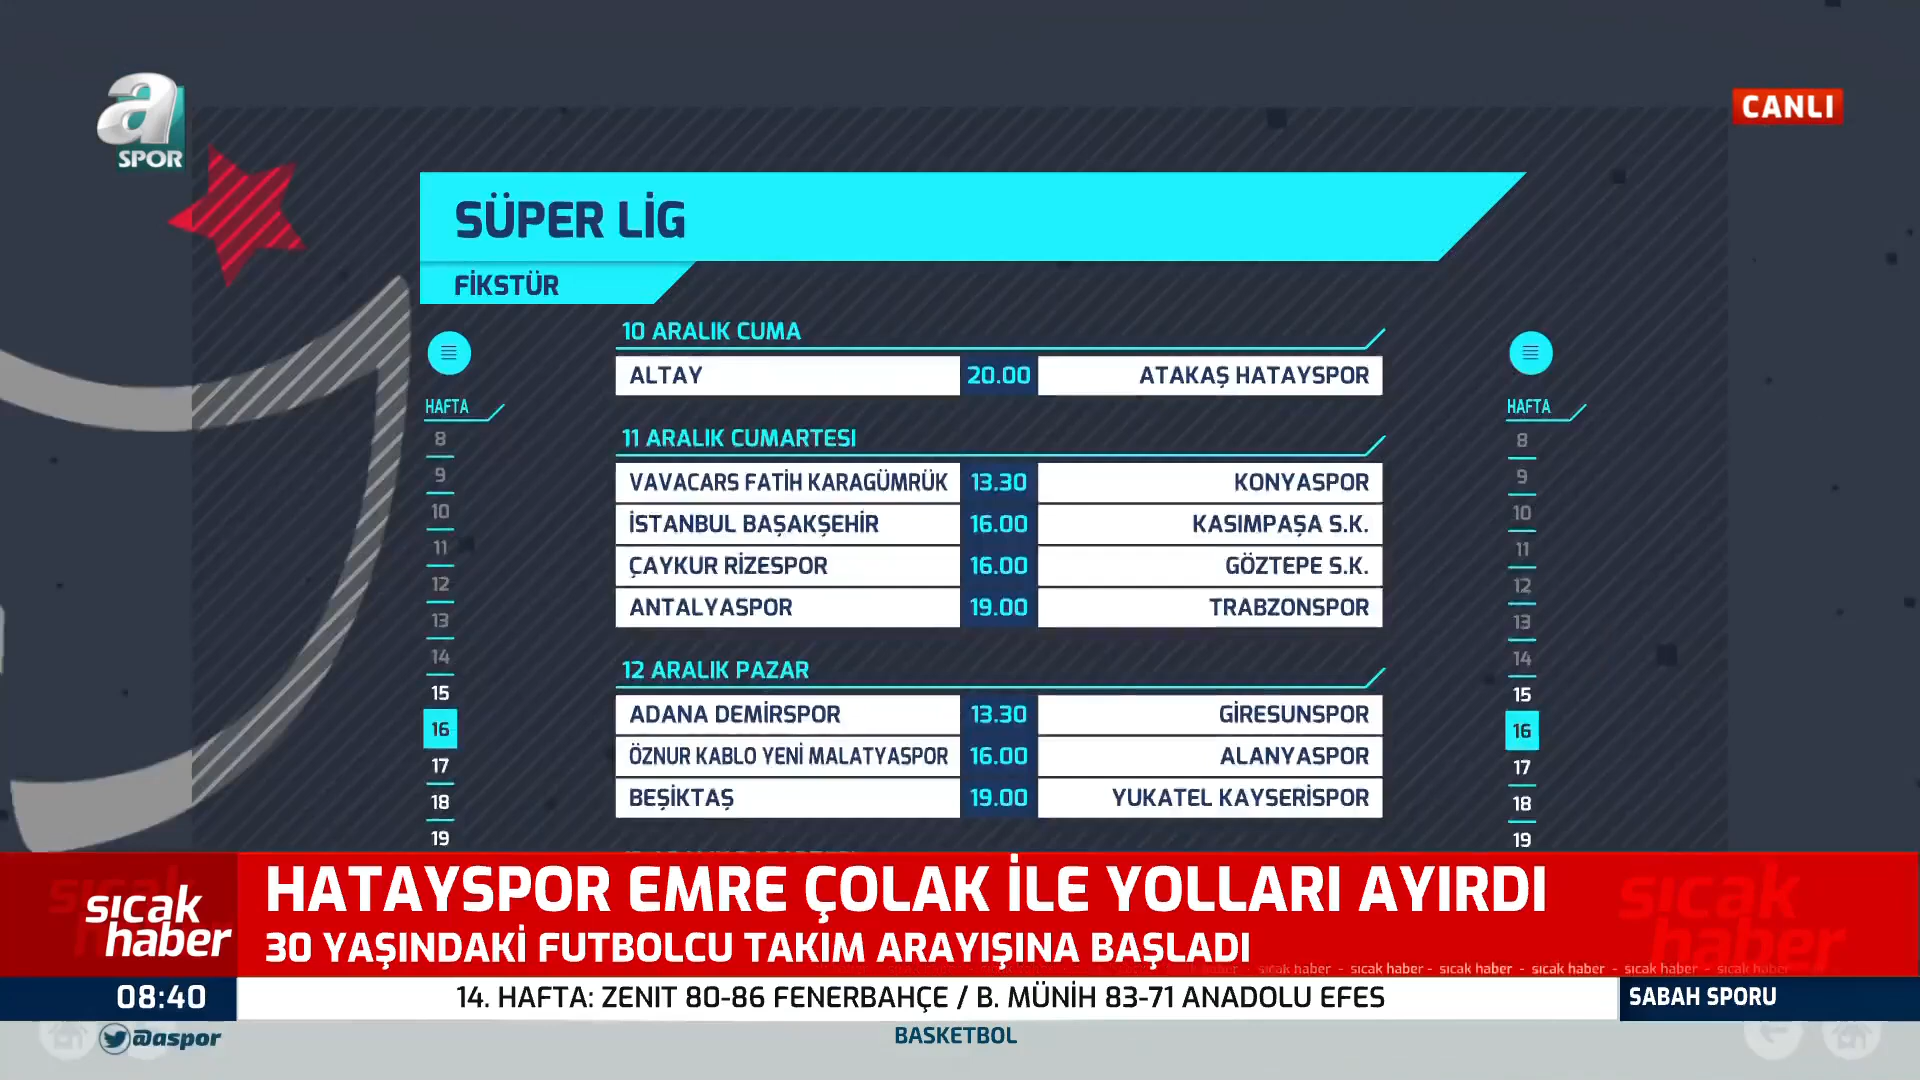 a
SPOR
CANLI
SÜPER LİG
FİKSTÜR
10 ARALIK CUMA
ALTAY 20.00 ATAKAŞ HATAYSPOR
11 ARALIK CUMARTESI
VAVACARS FATİH KARAGÜMRÜK 13.30 KONYASPOR
İSTANBUL BAŞAKŞEHİR 16.00 KASIMPAŞA S.K.
ÇAYKUR RİZESPOR 16.00 GÖZTEPE S.K.
ANTALYASPOR 19.00 TRABZONSPOR
12 ARALIK PAZAR
ADANA DEMİRSPOR 13.30 GİRESUNSPOR
ÖZNUR KABLO YENİ MALATYASPOR 16.00 ALANYASPOR
BEŞİKTAŞ 19.00 YUKATEL KAYSERİSPOR
HAFTA
8
9
10
11
12
13
14
15
16
17
18
19
HAFTA
8
9
10
11
12
13
14
15
16
17
18
19
sıcak
haber
HATAYSPOR EMRE ÇOLAK İLE YOLLARI AYIRDI
30 YAŞINDAKİ FUTBOLCU TAKIM ARAYIŞINA BAŞLADI
sıcak
haber
haber - sıcak haber - sıcak haber - sıcak haber - sıcak haber - sıcak haber - sıcak haber
08:40
14. HAFTA: ZENIT 80-86 FENERBAHÇE / B. MÜNİH 83-71 ANADOLU EFES
SABAH SPORU
@aspor
BASKETBOL